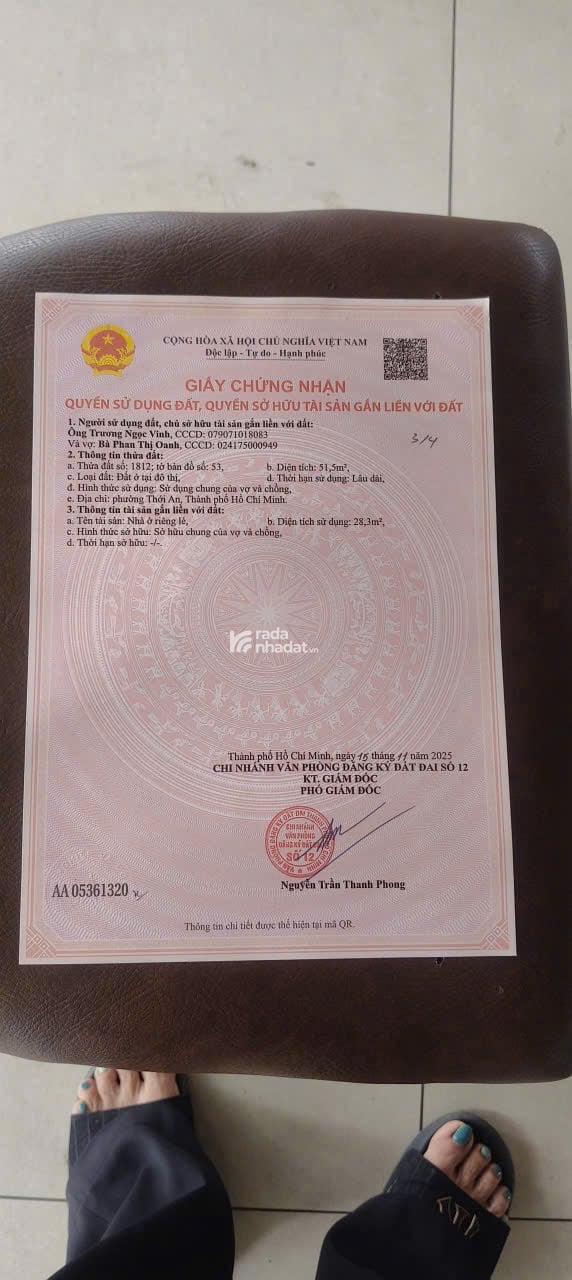 CỘNG HÒA XÃ HỘI CHỦ NGHĨA VIỆT NAM
Độc lập - Tự do - Hạnh phúc
GIẤY CHỨNG NHẬN
QUYỀN SỬ DỤNG ĐẤT, QUYỀN SỞ HỮU TÀI SẢN GẮN LIỀN VỚI ĐẤT
1. Người sử dụng đất, chủ sở hữu tài sản gắn liền với đất:
Ông Trương Ngọc Vinh, CCCD: 079071018083
Và vợ: Bà Phan Thị Oanh, CCCD: 024175000949
3/4
2. Thông tin thửa đất:
a. Thửa đất số: 1812; tờ bản đồ số: 53, b. Diện tích: 51,5m²,
c. Loại đất: Đất ở tại đô thị, d. Thời hạn sử dụng: Lâu dài,
đ. Hình thức sử dụng: Sử dụng chung của vợ và chồng,
e. Địa chỉ: phường Thới An, Thành phố Hồ Chí Minh.
3. Thông tin tài sản gắn liền với đất:
a. Tên tài sản: Nhà ở riêng lẻ, b. Diện tích sử dụng: 28,3m²,
c. Hình thức sở hữu: Sở hữu chung của vợ và chồng,
d. Thời hạn sở hữu: -/-.
rada
nhadat.vn
Thành phố Hồ Chí Minh, ngày 15 tháng 11 năm 2025
CHI NHÁNH VĂN PHÒNG ĐĂNG KÝ ĐẤT ĐAI SỐ 12
KT. GIÁM ĐỐC
PHÓ GIÁM ĐỐC
CHI NHÁNH
VĂN PHÒNG
ĐĂNG KÝ ĐẤT ĐAI
SỐ 12
Nguyễn Trần Thanh Phong
AA 05361320
Thông tin chi tiết được thể hiện tại mã QR.